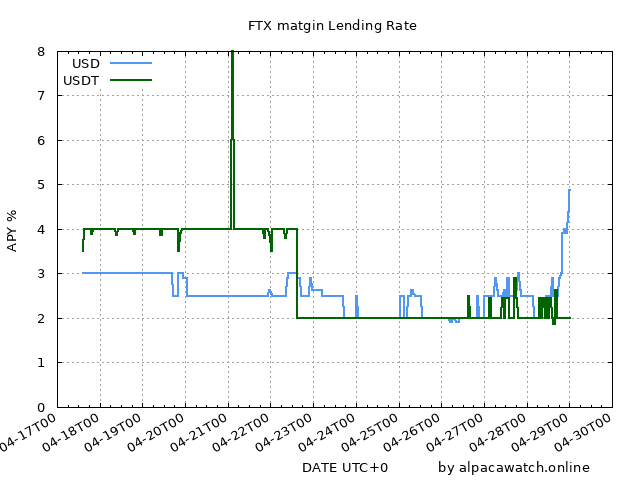 FTX matgin Lending Rate
USD
USDT
8
7
6
5
4
3
2
1
0
APY %
04-17T00
04-18T00
04-19T00
04-20T00
04-21T00
04-22T00
04-23T00
04-24T00
04-25T00
04-26T00
04-27T00
04-28T00
04-29T00
04-30T00
DATE UTC+0
by alpacawatch.online